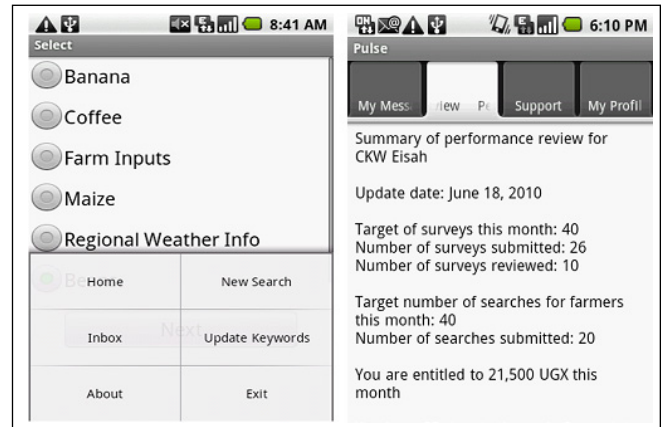 8:41 AM
Select
Banana
Coffee
Farm Inputs
Maize
Regional Weather Info
Home New Search
Next
Inbox Update Keywords
About Exit
6:10 PM
Pulse
My Mess Support My Profil
Summary of performance review for
CKW Eisah
Update date: June 18, 2010
Target of surveys this month: 40
Number of surveys submitted: 26
Number of surveys reviewed: 10
Target number of searches for farmers
this month: 40
Number of searches submitted: 20
You are entitled to 21,500 UGX this
month